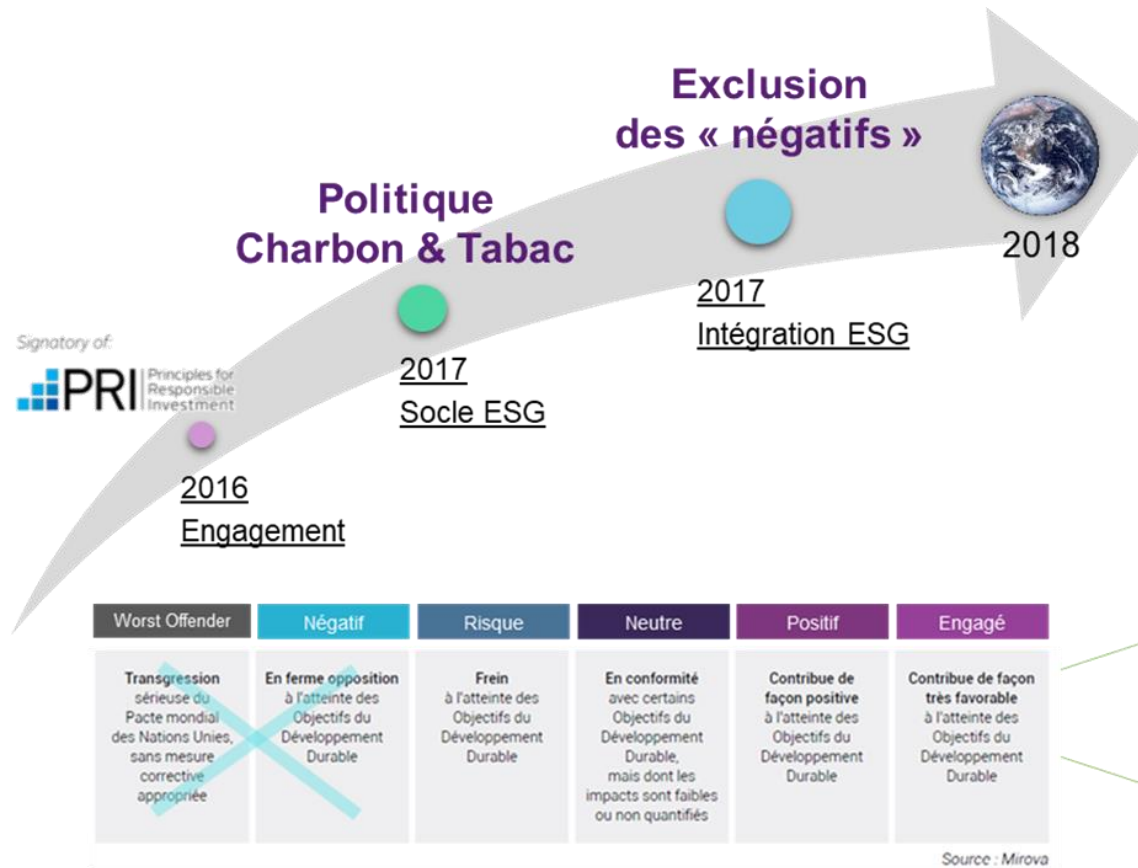 Exclusion
des « négatifs »
Politique
Charbon & Tabac
2018
2017
Intégration ESG
Signatory of:
PRI
Principles for
Responsible
Investment
2017
Socle ESG
2016
Engagement
Worst Offender
Transgression
sérieuse du
Pacte mondial
des Nations Unies,
sans mesure
corrective
appropriée
Négatif
En ferme opposition
à l'atteinte des
Objectifs du
Développement
Durable
Risque
Frein
à l'atteinte des
Objectifs du
Développement
Durable
Neutre
En conformité
avec certains
Objectifs du
Développement
Durable,
mais dont les
impacts sont faibles
ou non quantifiés
Positif
Contribue de
façon positive
à l'atteinte des
Objectifs du
Développement
Durable
Engagé
Contribue de façon
très favorable
à l'atteinte des
Objectifs du
Développement
Durable
Source : Mirova